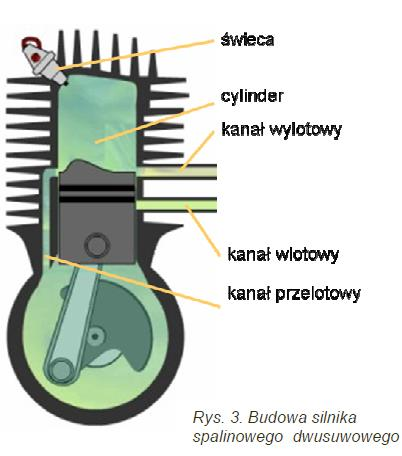 świeca
cylinder
kanał wylotowy
kanał wlotowy
kanał przelotowy
Rys. 3. Budowa silnika
spalinowego dwusuwowego